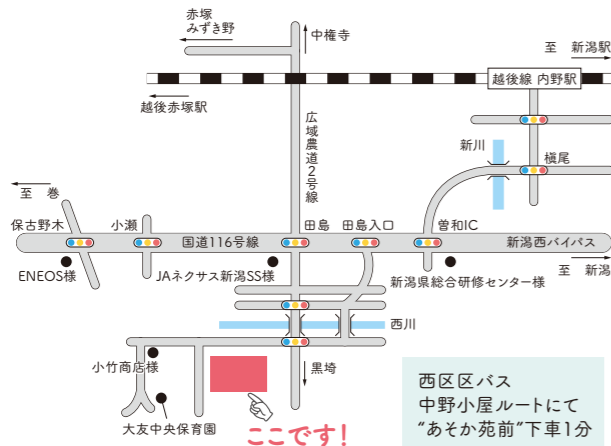 赤塚
みずき野
中権寺
至 新潟駅
越後線 内野駅
越後赤塚駅
広域農道2号線
新川
槇尾
至 巻
保古野木
小瀬
国道116号線
田島
田島入口
曽和IC
新潟西バイパス
至 新潟
ENEOS様
JAネクサス新潟SS様
新潟県総合研修センター様
西川
小竹商店様
黒埼
大友中央保育園
ここです!
西区区バス
中野小屋ルートにて
“あそか苑前”下車1分